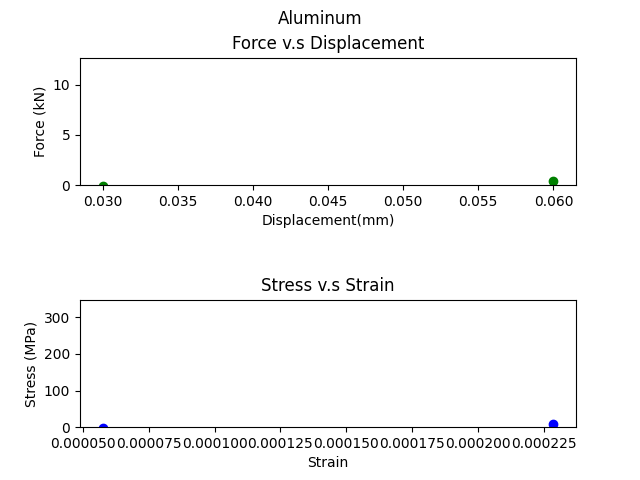 Aluminum
Force v.s Displacement
10
5
0
Force (kN)
0.030 0.035 0.040 0.045 0.050 0.055 0.060
Displacement(mm)
Stress v.s Strain
300
200
100
0
Stress (MPa)
0.000050 0.000075 0.000100 0.000125 0.000150 0.000175 0.000200 0.000225
Strain